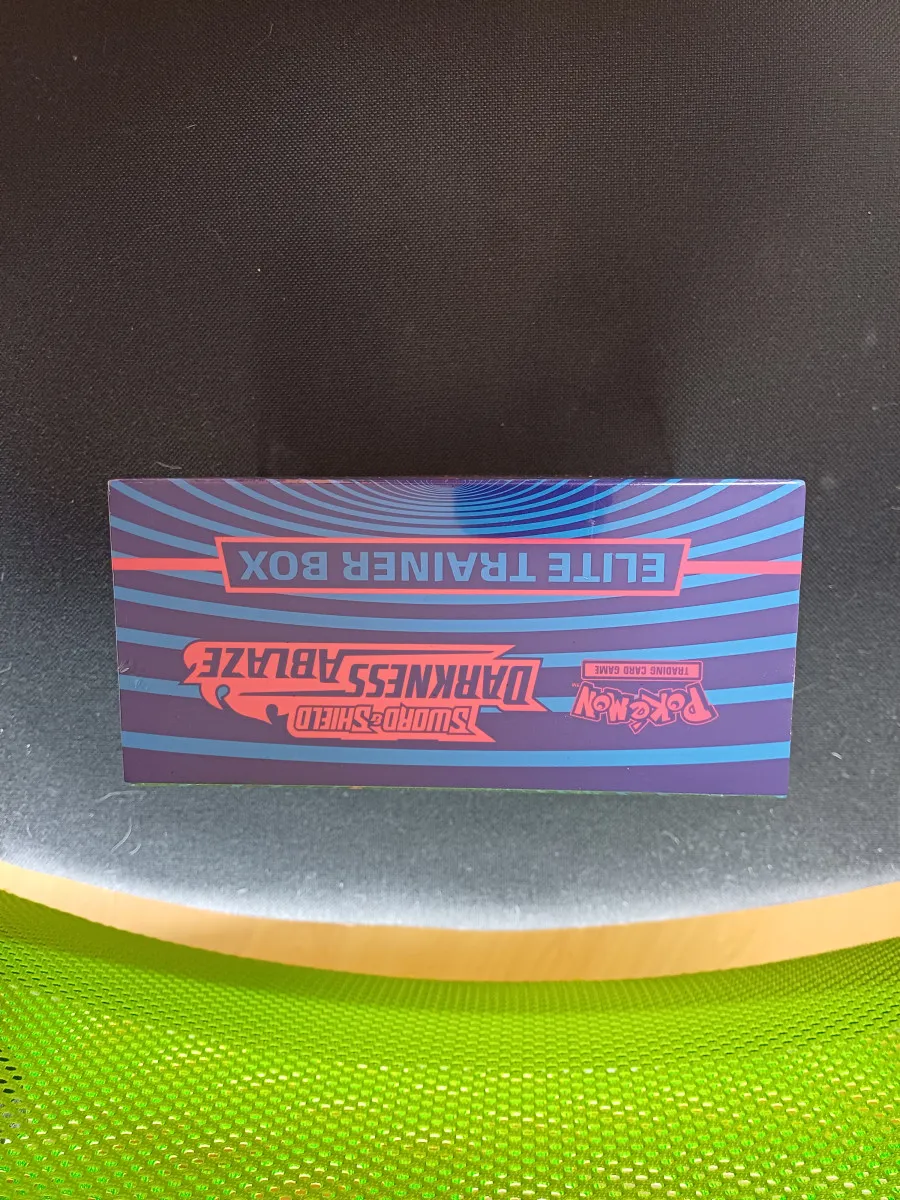 POKéMON
TRADING CARD GAME
SWORD & SHIELD
DARKNESS ABLAZE
ELITE TRAINER BOX